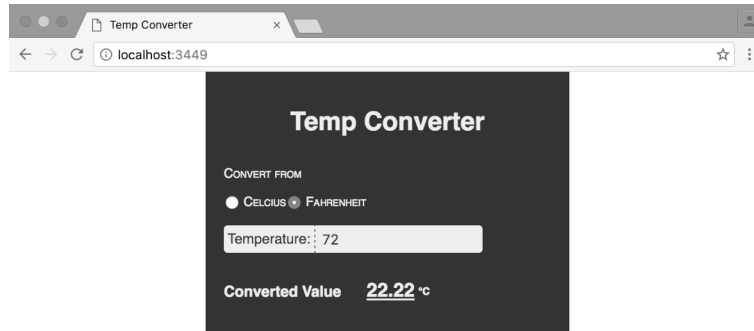 Temp Converter
localhost:3449
Temp Converter
CONVERT FROM
CELCIUS FAHRENHEIT
Temperature: 72
Converted Value 22.22 °C